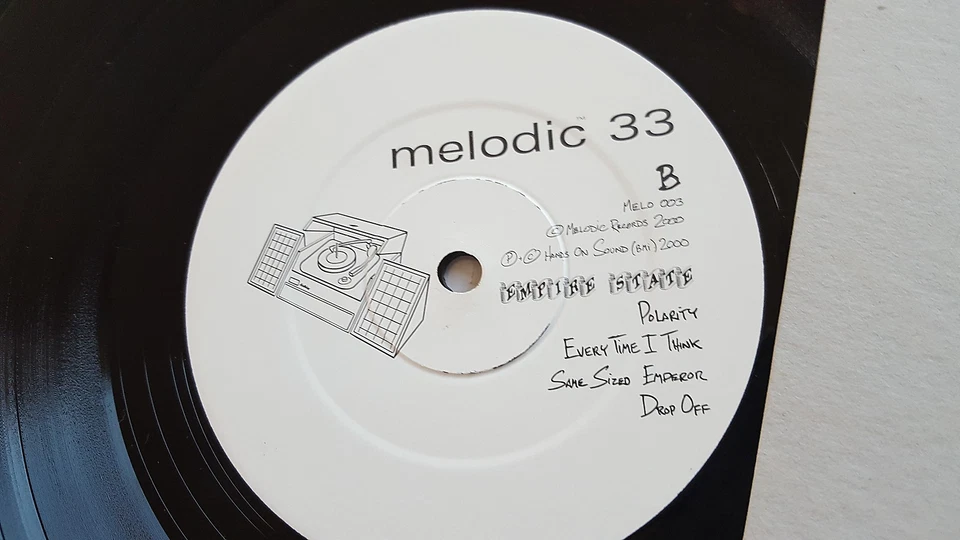 melodic™ 33
B
MELO 003
© MELODIC RECORDS 2000
Ⓟ+© HANDS ON SOUND (BMI) 2000
EMPIRE STATE
POLARITY
EVERY TIME I THINK
SAME SIZED EMPEROR
DROP OFF